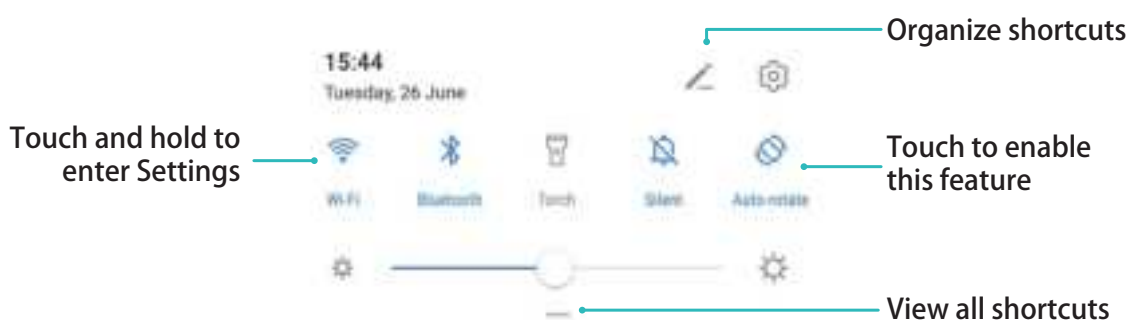 Organize shortcuts
15:44
Tuesday, 26 June
Touch and hold to
enter Settings
Touch to enable
this feature
Wi-Fi Bluetooth Torch Silent Auto-rotate
View all shortcuts